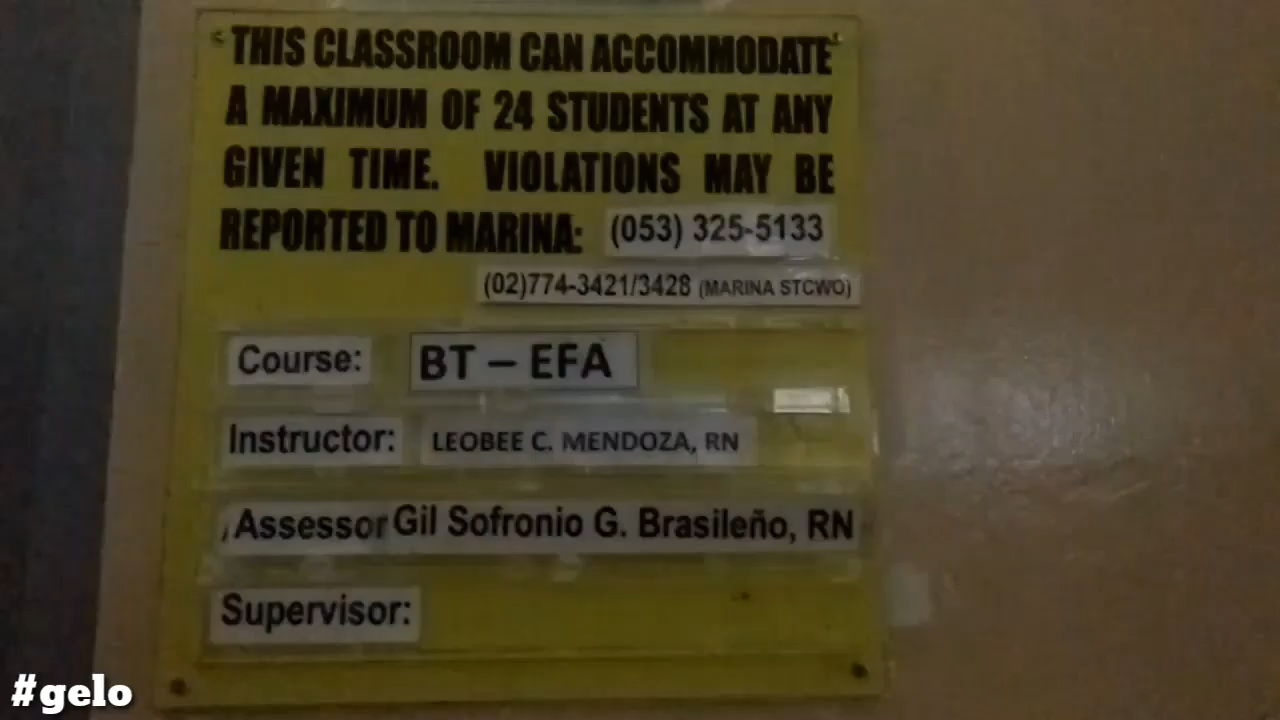 THIS CLASSROOM CAN ACCOMMODATE
A MAXIMUM OF 24 STUDENTS AT ANY
GIVEN TIME. VIOLATIONS MAY BE
REPORTED TO MARINA: (053) 325-5133
(02)774-3421/3428 (MARINA STCWO)
Course: BT – EFA
Instructor: LEOBEE C. MENDOZA, RN
Assessor Gil Sofronio G. Brasileño, RN
Supervisor:
#gelo